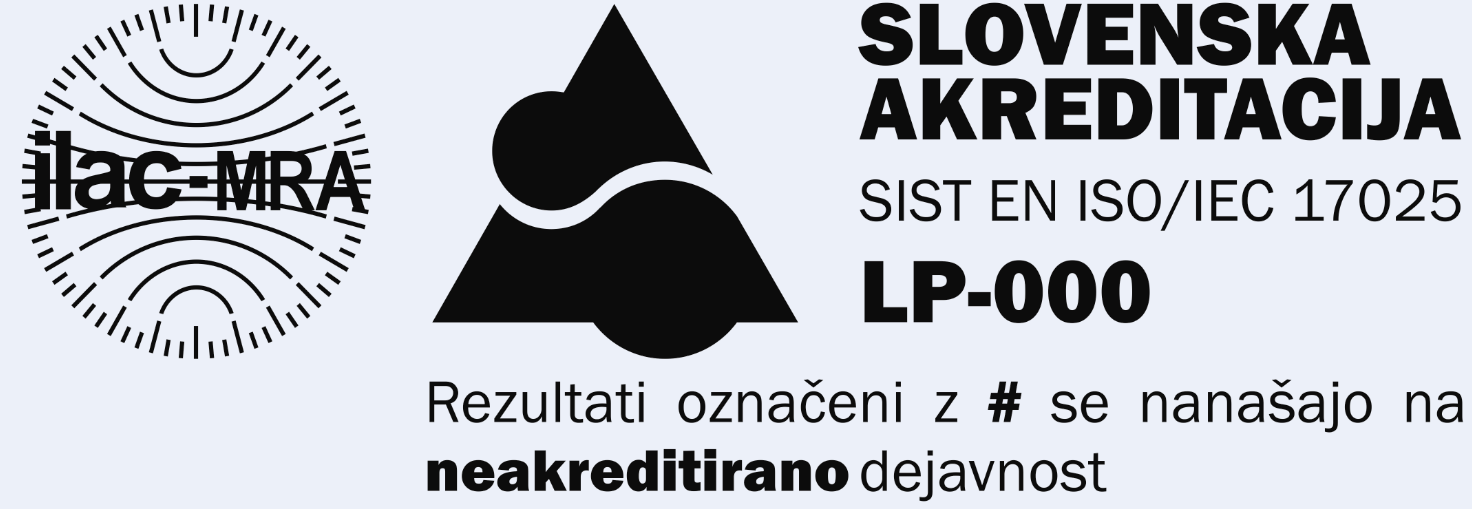 ilac-MRA
SLOVENSKA
AKREDITACIJA
SIST EN ISO/IEC 17025
LP-000
Rezultati označeni z # se nanašajo na
neakreditirano dejavnost